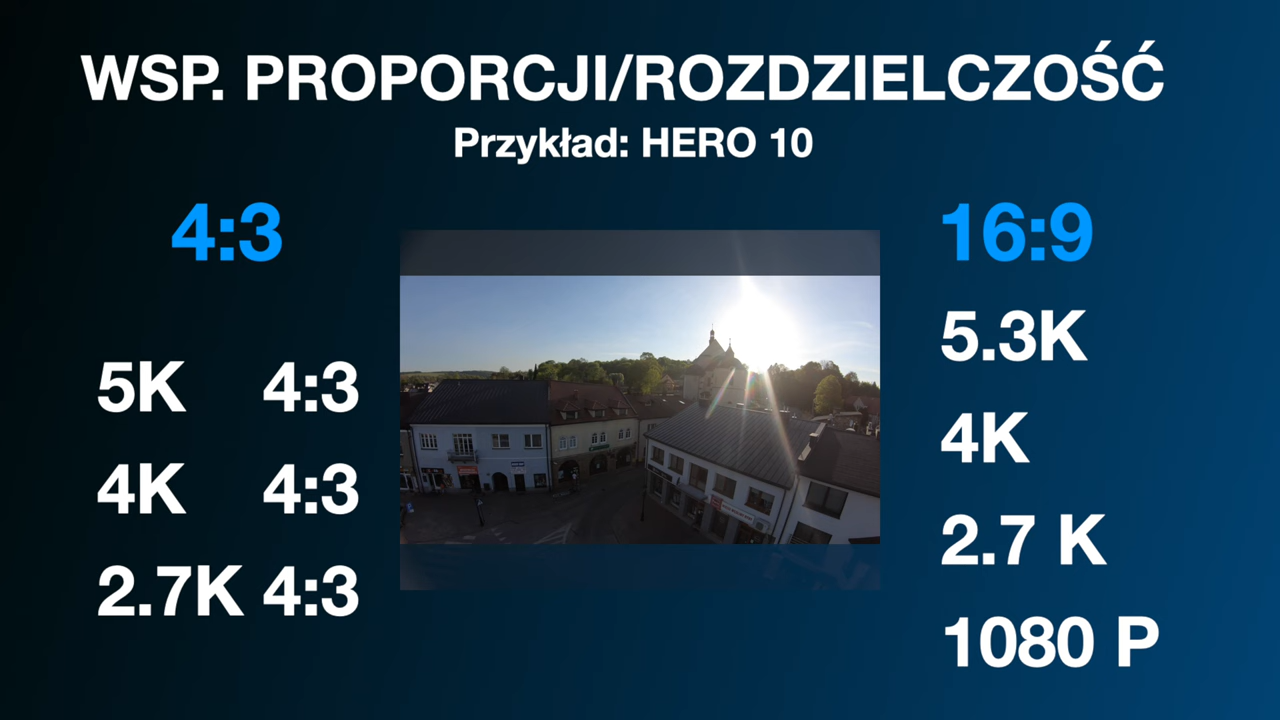 WSP. PROPORCJI/ROZDZIELCZOŚĆ
Przykład: HERO 10
4:3
5K 4:3
4K 4:3
2.7K 4:3
16:9
5.3K
4K
2.7 K
1080 P